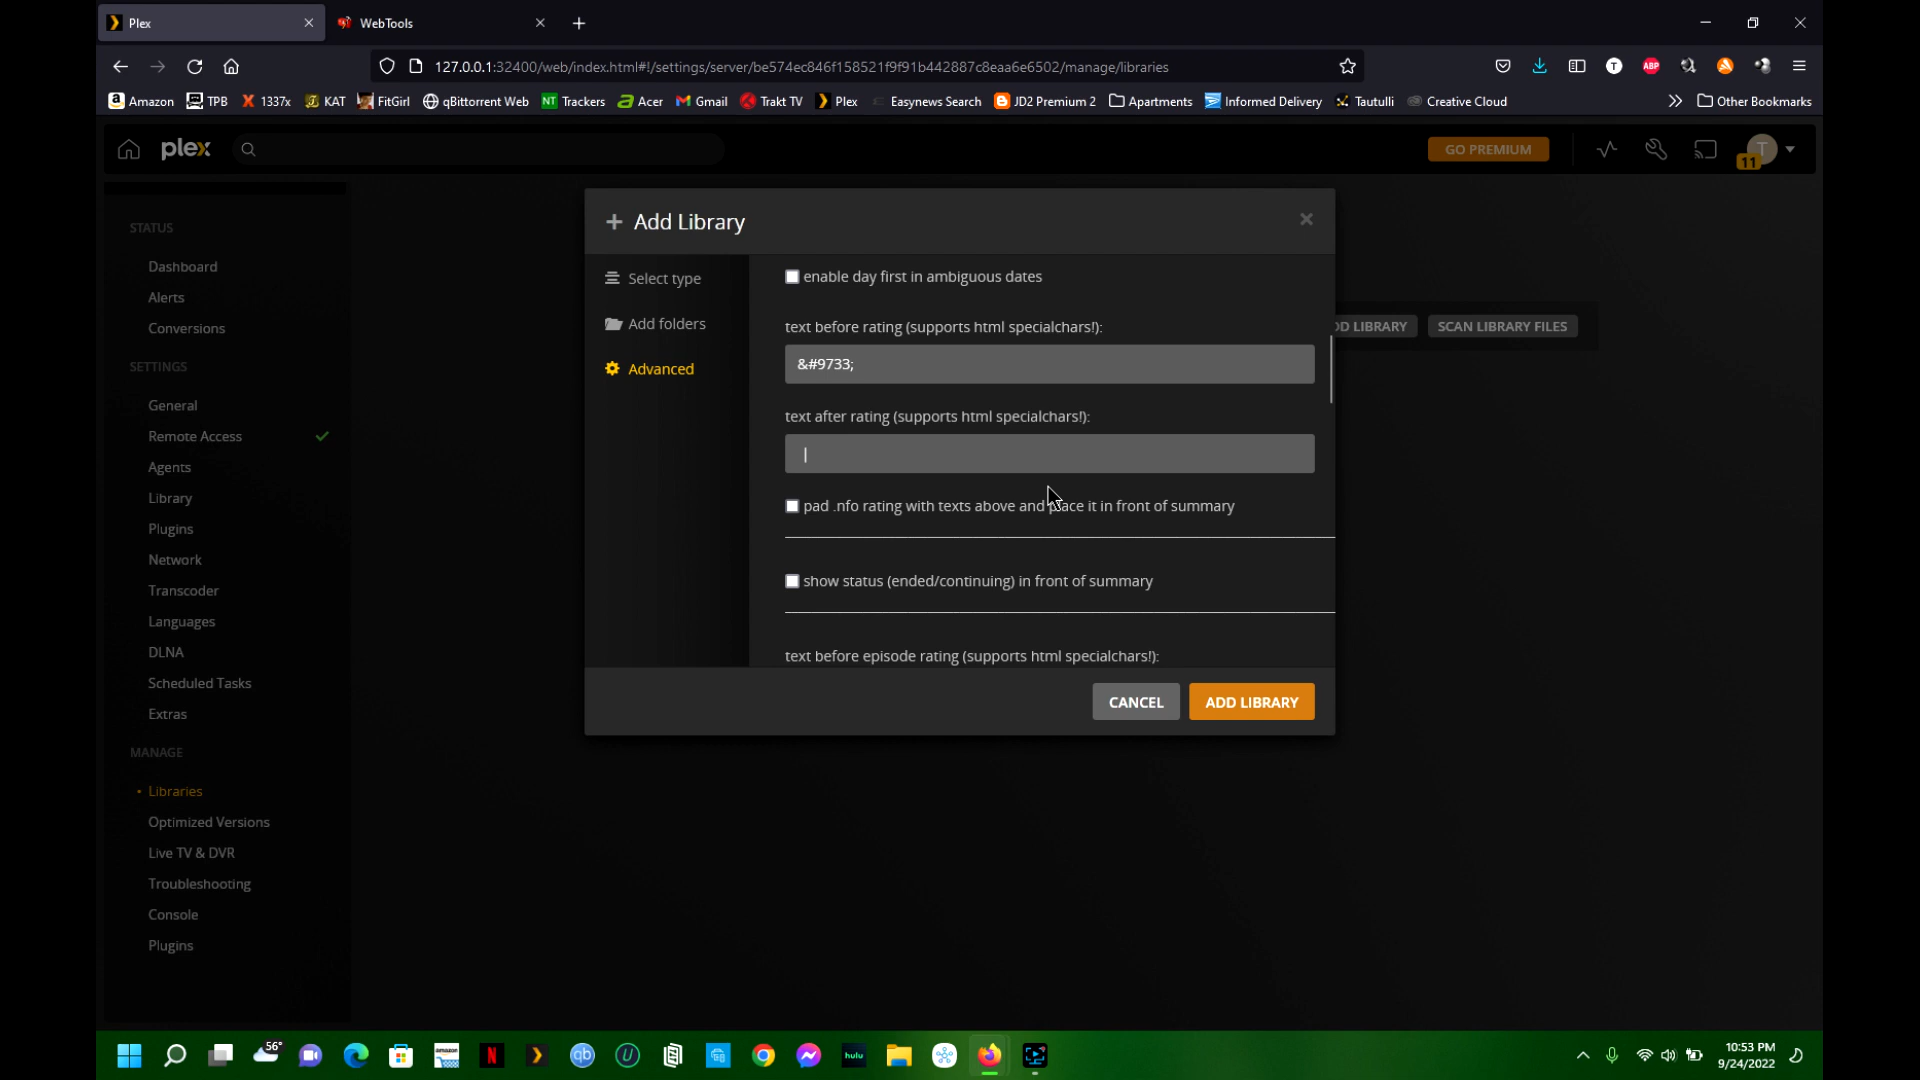 Plex
WebTools
127.0.0.1:32400/web/index.html#!/settings/server/be574ec846f158521f9f91b442887c8eaa6e6502/manage/libraries
T
ABP
Amazon
TPB
1337x
KAT
FitGirl
qBittorrent Web
NT Trackers
Acer
Gmail
Trakt TV
Plex
Easynews Search
JD2 Premium 2
Apartments
Informed Delivery
Tautulli
Creative Cloud
Other Bookmarks
plex
GO PREMIUM
T
11
STATUS
Dashboard
Alerts
Conversions
SETTINGS
General
Remote Access
Agents
Library
Plugins
Network
Transcoder
Languages
DLNA
Scheduled Tasks
Extras
MANAGE
Libraries
Optimized Versions
Live TV & DVR
Troubleshooting
Console
Plugins
DD LIBRARY
SCAN LIBRARY FILES
Add Library
Select type
Add folders
Advanced
enable day first in ambiguous dates
text before rating (supports html specialchars!):
&#9733;
text after rating (supports html specialchars!):
pad .nfo rating with texts above and place it in front of summary
show status (ended/continuing) in front of summary
text before episode rating (supports html specialchars!):
CANCEL
ADD LIBRARY
56°
amazon
N
qb
U
hulu
10:53 PM
9/24/2022